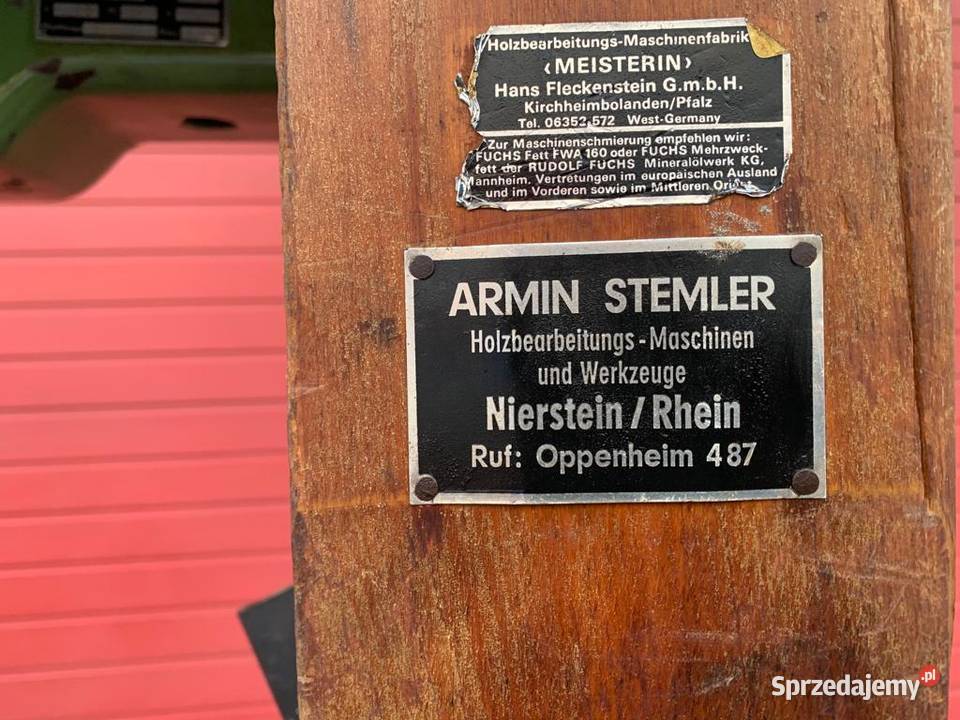 Holzbearbeitungs-Maschinenfabrik
‹MEISTERIN›
Hans Fleckenstein G.m.b.H.
Kirchheimbolanden/Pfalz
Tel. 06352 572 West-Germany
Zur Maschinenschmierung empfehlen wir:
FUCHS Fett FWA 160 oder FUCHS Mehrzweck-
fett der RUDOLF FUCHS Mineralölwerk KG,
Mannheim. Vertretungen im europäischen Ausland
und im Vorderen sowie im Mittleren Orient.
ARMIN STEMLER
Holzbearbeitungs-Maschinen
und Werkzeuge
Nierstein / Rhein
Ruf: Oppenheim 487
Sprzedajemy.pl